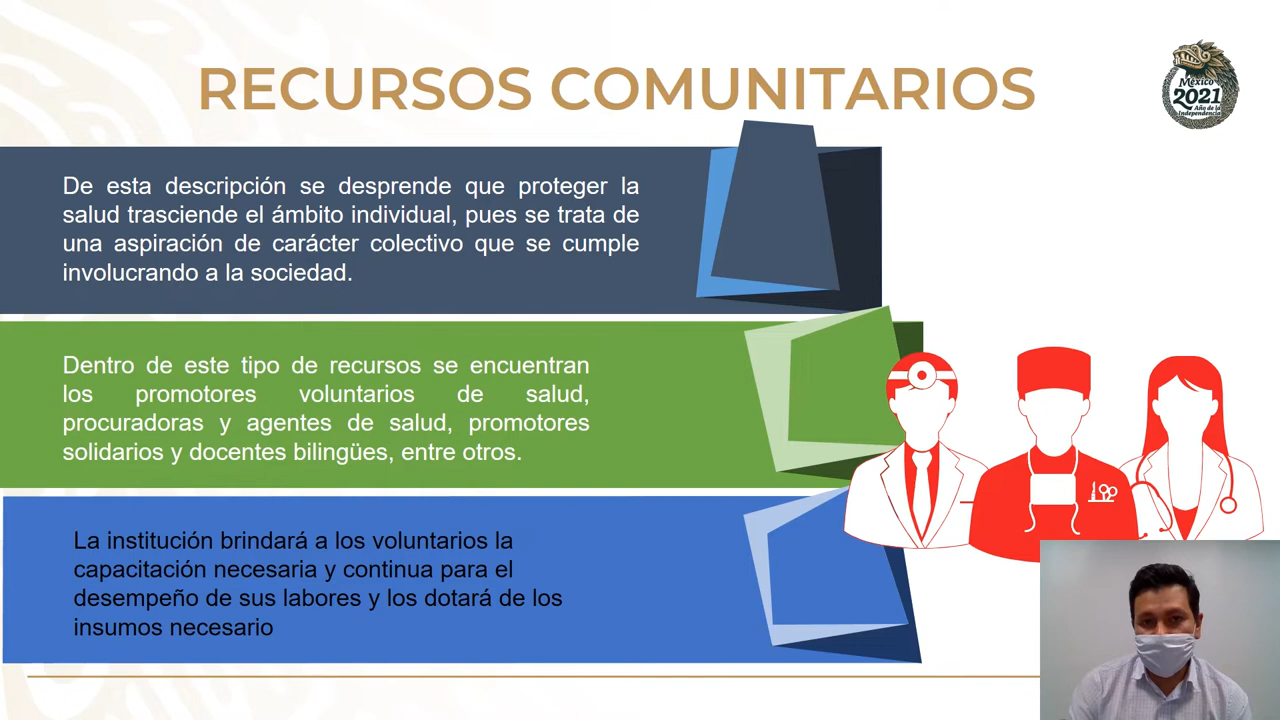 RECURSOS COMUNITARIOS
México
2021
Año de la
Independencia
De esta descripción se desprende que proteger la
salud trasciende el ámbito individual, pues se trata de
una aspiración de carácter colectivo que se cumple
involucrando a la sociedad.
Dentro de este tipo de recursos se encuentran
los promotores voluntarios de salud,
procuradoras y agentes de salud, promotores
solidarios y docentes bilingües, entre otros.
La institución brindará a los voluntarios la
capacitación necesaria y continua para el
desempeño de sus labores y los dotará de los
insumos necesario